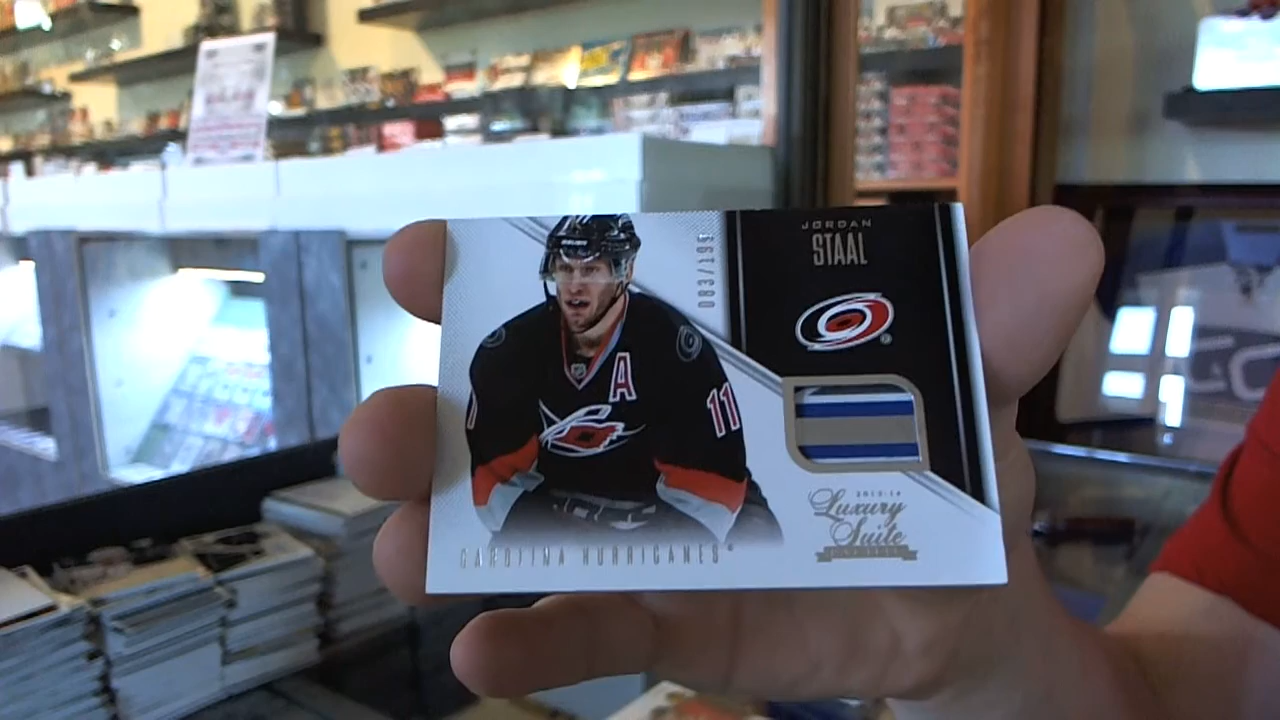 JORDAN
STAAL
083/199
A
11
2013-14
Luxury
Suite
CAROLINA HURRICANES